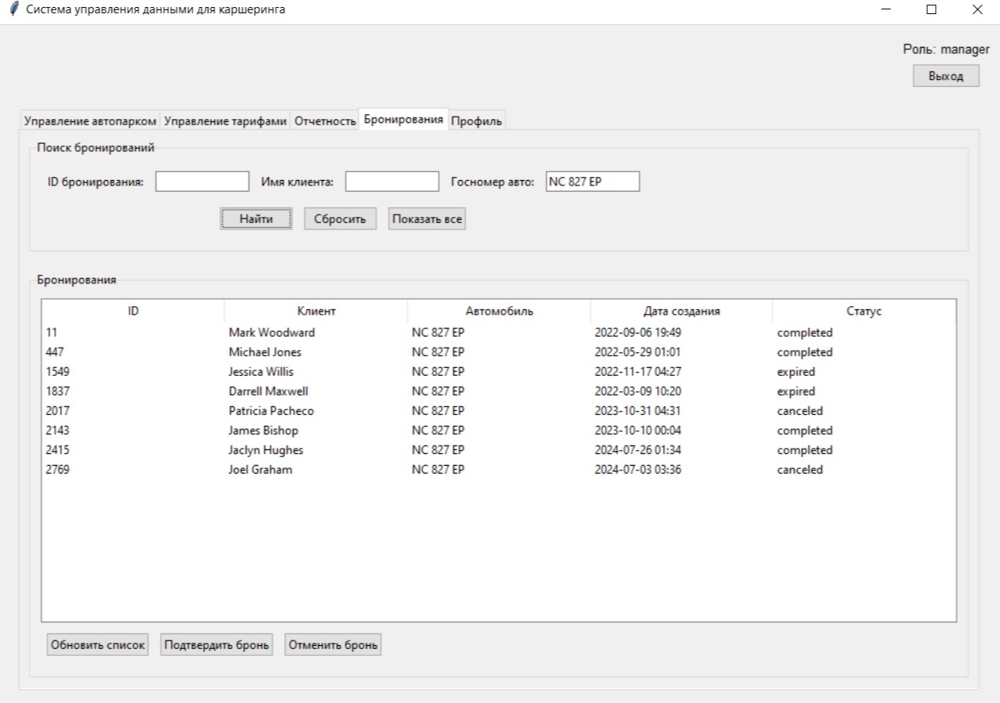 Система управления данными для каршеринга
Роль: manager
Выход
Управление автопарком Управление тарифами Отчетность Бронирования Профиль
Поиск бронирований
ID бронирования: Имя клиента: Госномер авто: NC 827 EP
Найти Сбросить Показать все
Бронирования
ID Клиент Автомобиль Дата создания Статус
11 Mark Woodward NC 827 EP 2022-09-06 19:49 completed
447 Michael Jones NC 827 EP 2022-05-29 01:01 completed
1549 Jessica Willis NC 827 EP 2022-11-17 04:27 expired
1837 Darrell Maxwell NC 827 EP 2022-03-09 10:20 expired
2017 Patricia Pacheco NC 827 EP 2023-10-31 04:31 canceled
2143 James Bishop NC 827 EP 2023-10-10 00:04 completed
2415 Jaclyn Hughes NC 827 EP 2024-07-26 01:34 completed
2769 Joel Graham NC 827 EP 2024-07-03 03:36 canceled
Обновить список Подтвердить бронь Отменить бронь